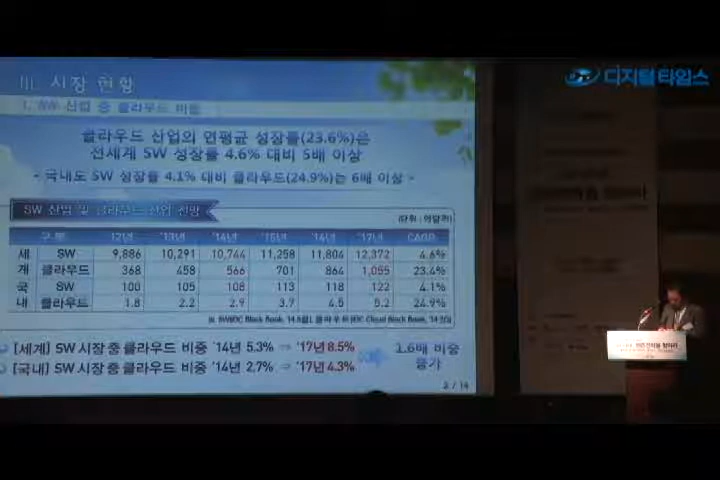 디지털타임스
III. 시장 현황
1. SW 산업 중 클라우드 비중
클라우드 산업의 연평균 성장률(23.6%)은
전세계 SW 성장률 4.6% 대비 5배 이상
- 국내도 SW 성장률 4.1% 대비 클라우드(24.9%)는 6배 이상 -
SW 산업 및 클라우드 산업 전망
(단위 : 억달러)
구 분 12년 '13년 '14년 '15년 '16년 '17년 CAGR
세계 SW 9,886 10,291 10,744 11,258 11,804 12,372 4.6%
클라우드 368 458 566 701 864 1,055 23.4%
국내 SW 100 105 108 113 118 122 4.1%
클라우드 1.8 2.2 2.9 3.7 4.5 5.2 24.9%
[세계] SW 시장 중 클라우드 비중 '14년 5.3% ⇒ '17년 8.5%
[국내] SW 시장 중 클라우드 비중 '14년 2.7% ⇒ '17년 4.3%
1.6배 비중
증가